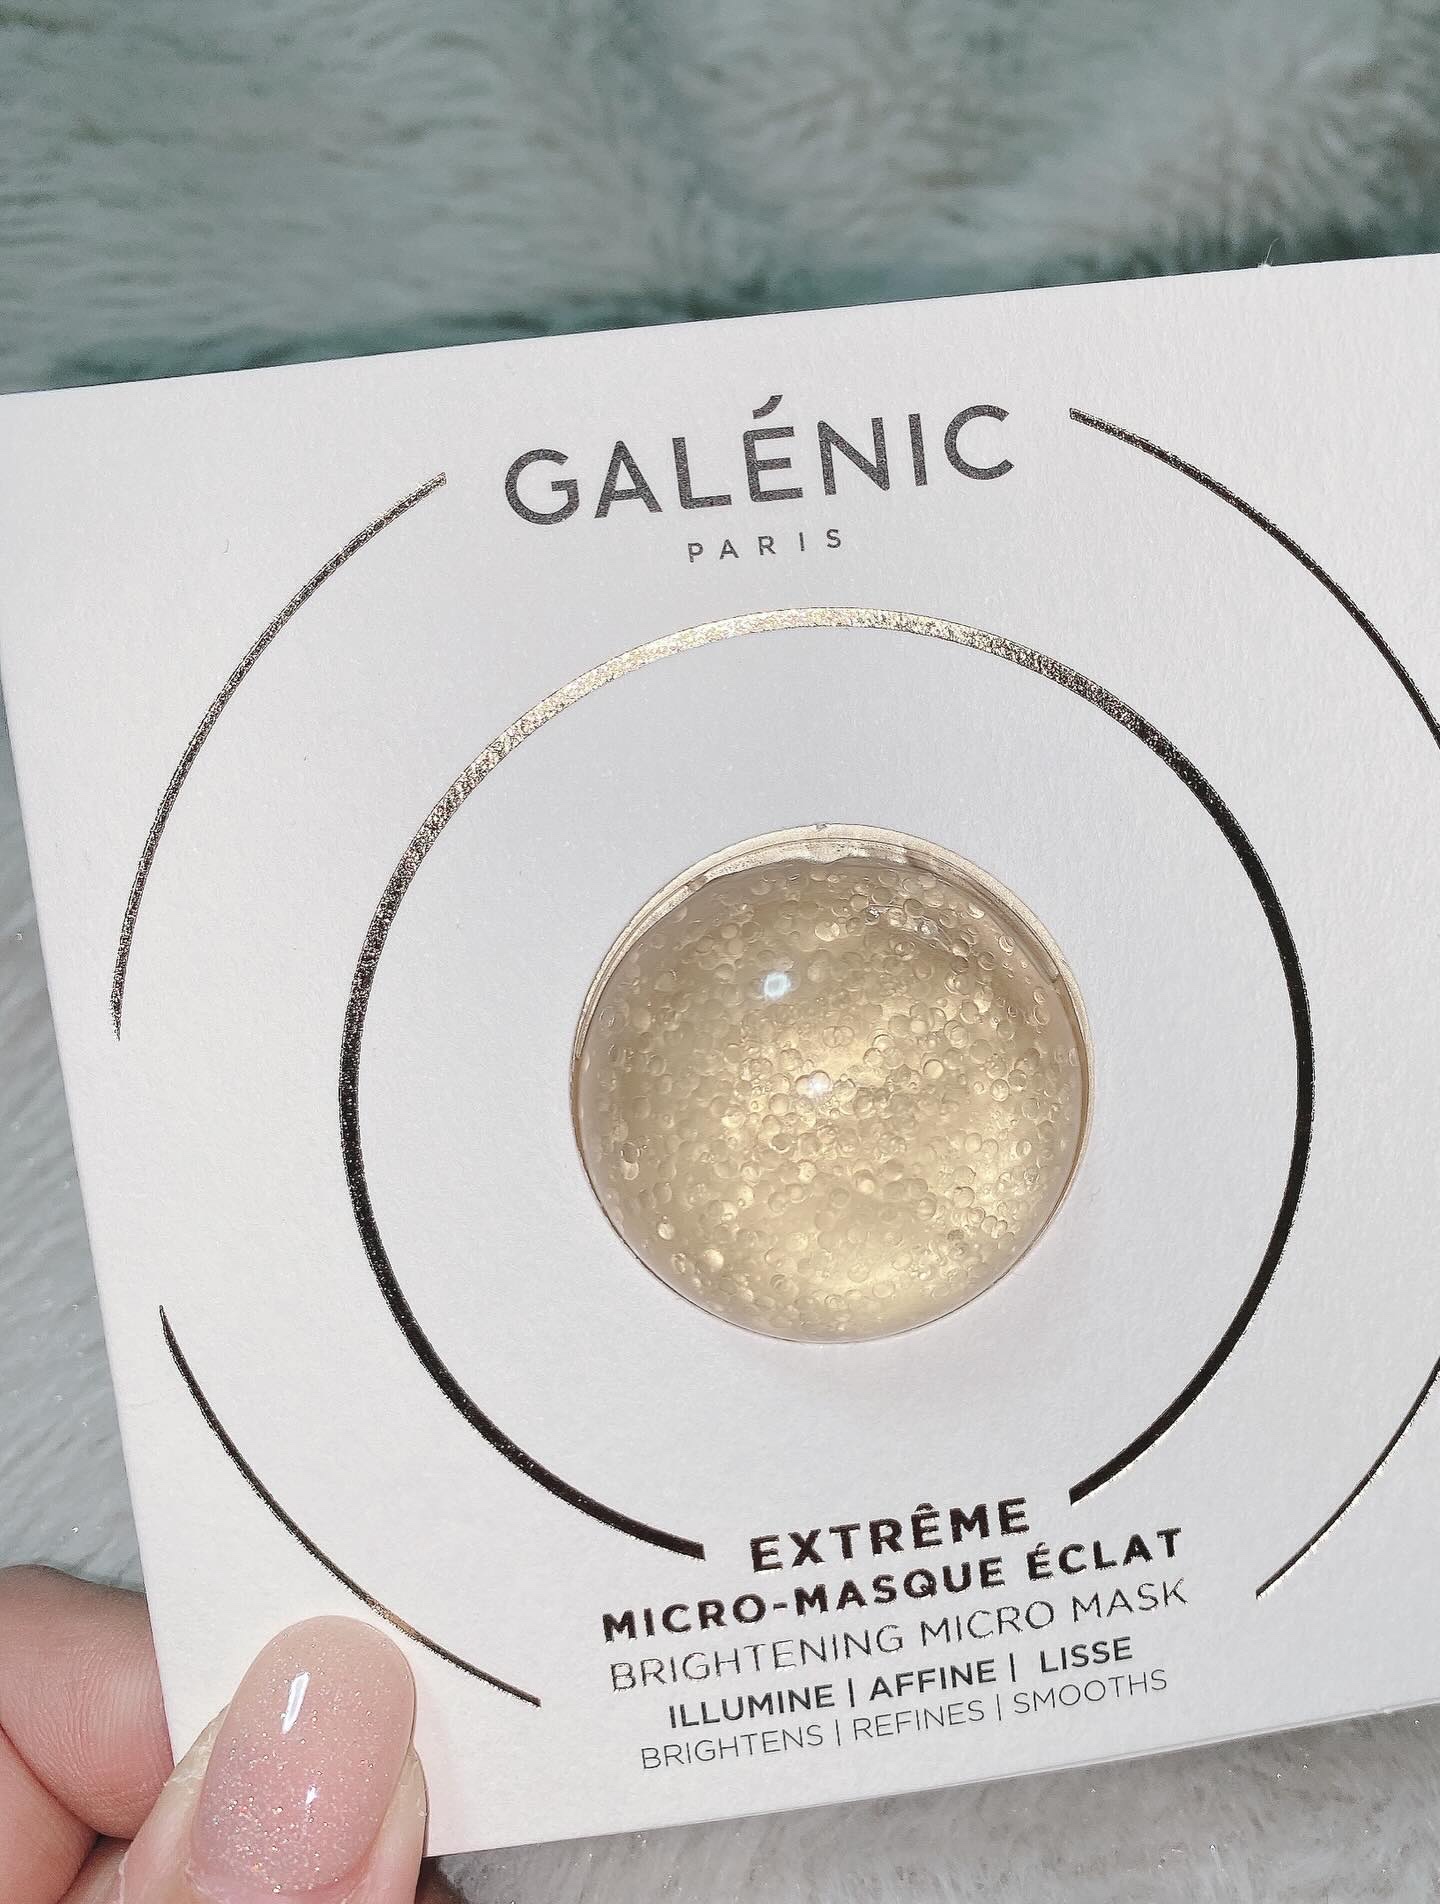 GALÉNIC
PARIS
EXTRÊME
MICRO-MASQUE ÉCLAT
BRIGHTENING MICRO MASK
ILLUMINE | AFFINE | LISSE
BRIGHTENS | REFINES | SMOOTHS